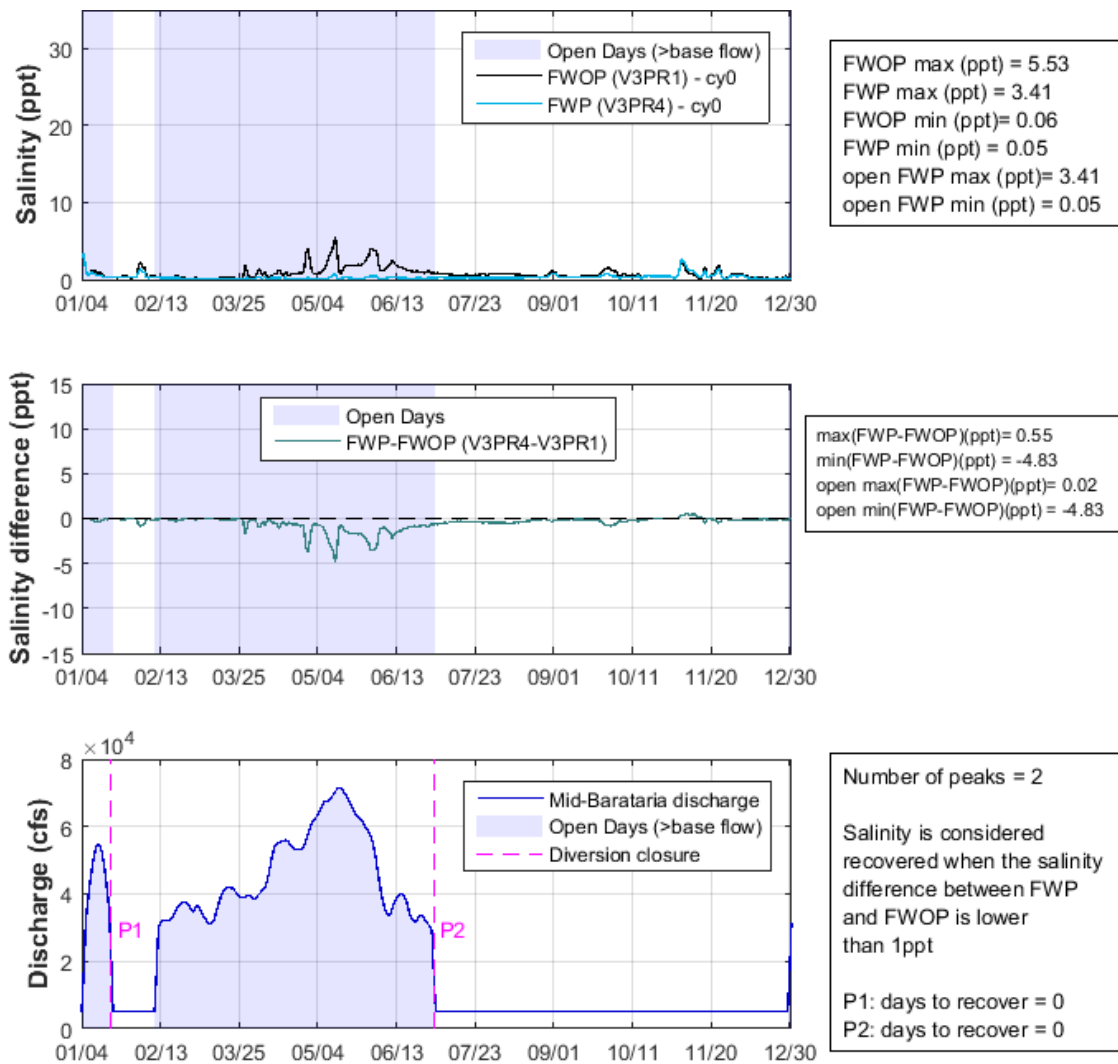 Salinity (ppt)
30
20
10
0
Open Days (>base flow)
FWOP (V3PR1) - cy0
FWP (V3PR4) - cy0
01/04 02/13 03/25 05/04 06/13 07/23 09/01 10/11 11/20 12/30
FWOP max (ppt) = 5.53
FWP max (ppt) = 3.41
FWOP min (ppt)= 0.06
FWP min (ppt) = 0.05
open FWP max (ppt)= 3.41
open FWP min (ppt) = 0.05
Salinity difference (ppt)
15
10
5
0
-5
-10
-15
Open Days
FWP-FWOP (V3PR4-V3PR1)
01/04 02/13 03/25 05/04 06/13 07/23 09/01 10/11 11/20 12/30
max(FWP-FWOP)(ppt)= 0.55
min(FWP-FWOP)(ppt) = -4.83
open max(FWP-FWOP)(ppt)= 0.02
open min(FWP-FWOP)(ppt) = -4.83
Discharge (cfs)
×10⁴
8
6
4
2
0
Mid-Baratataria discharge
Open Days (>base flow)
Diversion closure
P1
P2
01/04 02/13 03/25 05/04 06/13 07/23 09/01 10/11 11/20 12/30
Number of peaks = 2
Salinity is considered
recovered when the salinity
difference between FWP
and FWOP is lower
than 1ppt
P1: days to recover = 0
P2: days to recover = 0